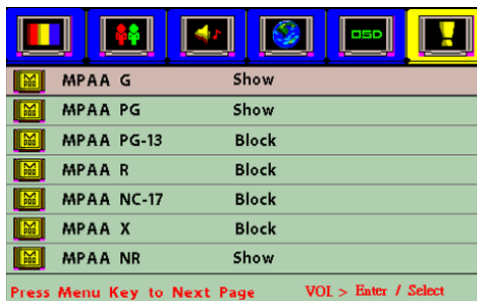 OSD
MPAA G Show
MPAA PG Show
MPAA PG-13 Block
MPAA R Block
MPAA NC-17 Block
MPAA X Block
MPAA NR Show
Press Menu Key to Next Page VOL > Enter / Select